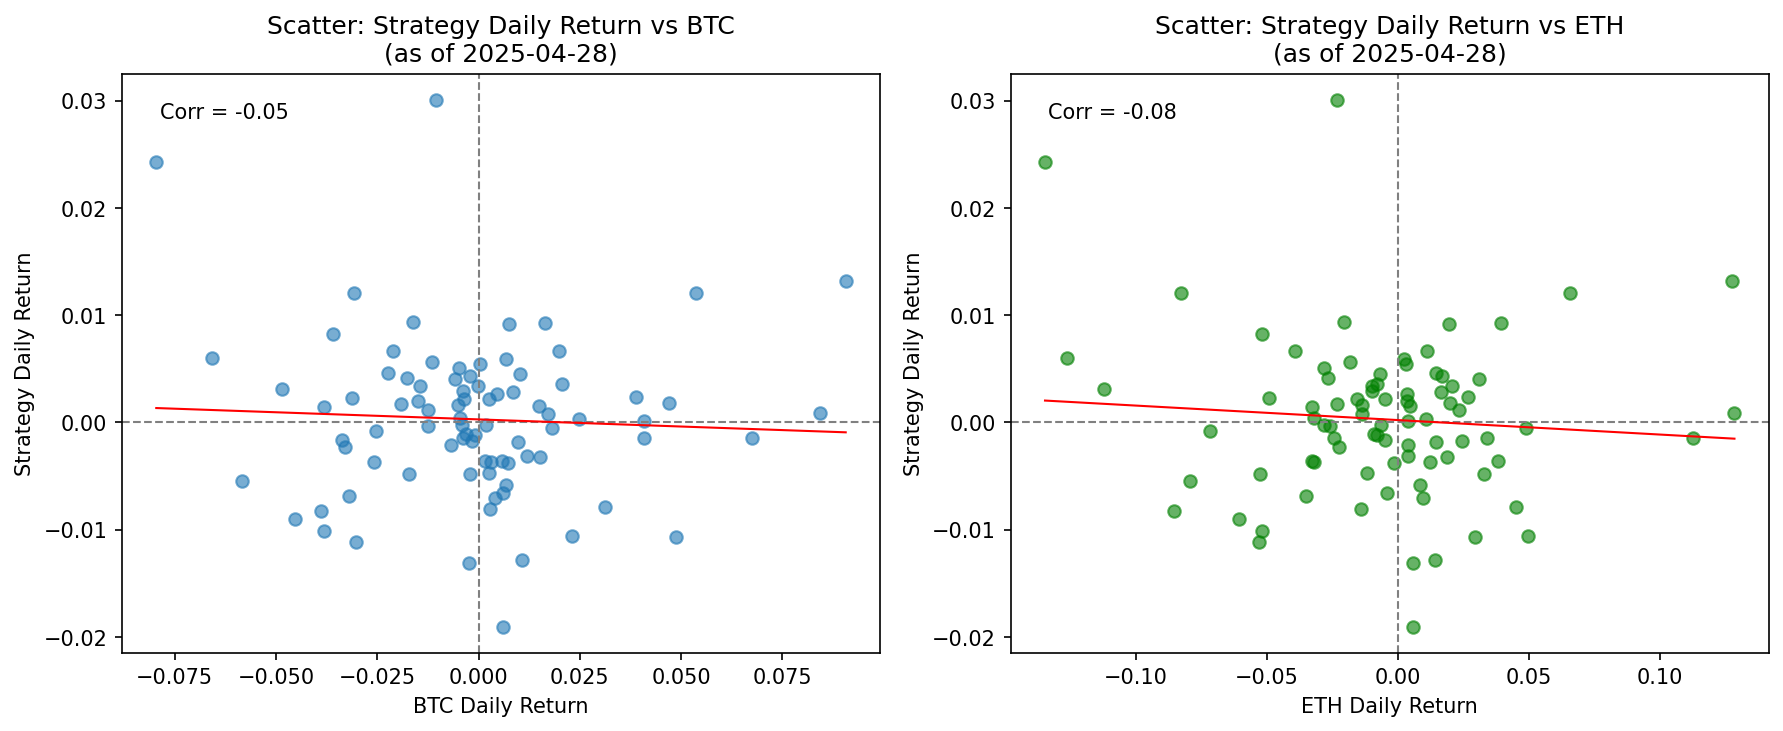 Scatter: Strategy Daily Return vs BTC
(as of 2025-04-28)
Corr = -0.05
0.03
0.02
0.01
0.00
−0.01
−0.02
Strategy Daily Return
−0.075 −0.050 −0.025 0.000 0.025 0.050 0.075
BTC Daily Return
Scatter: Strategy Daily Return vs ETH
(as of 2025-04-28)
Corr = -0.08
0.03
0.02
0.01
0.00
−0.01
−0.02
Strategy Daily Return
−0.10 −0.05 0.00 0.05 0.10
ETH Daily Return